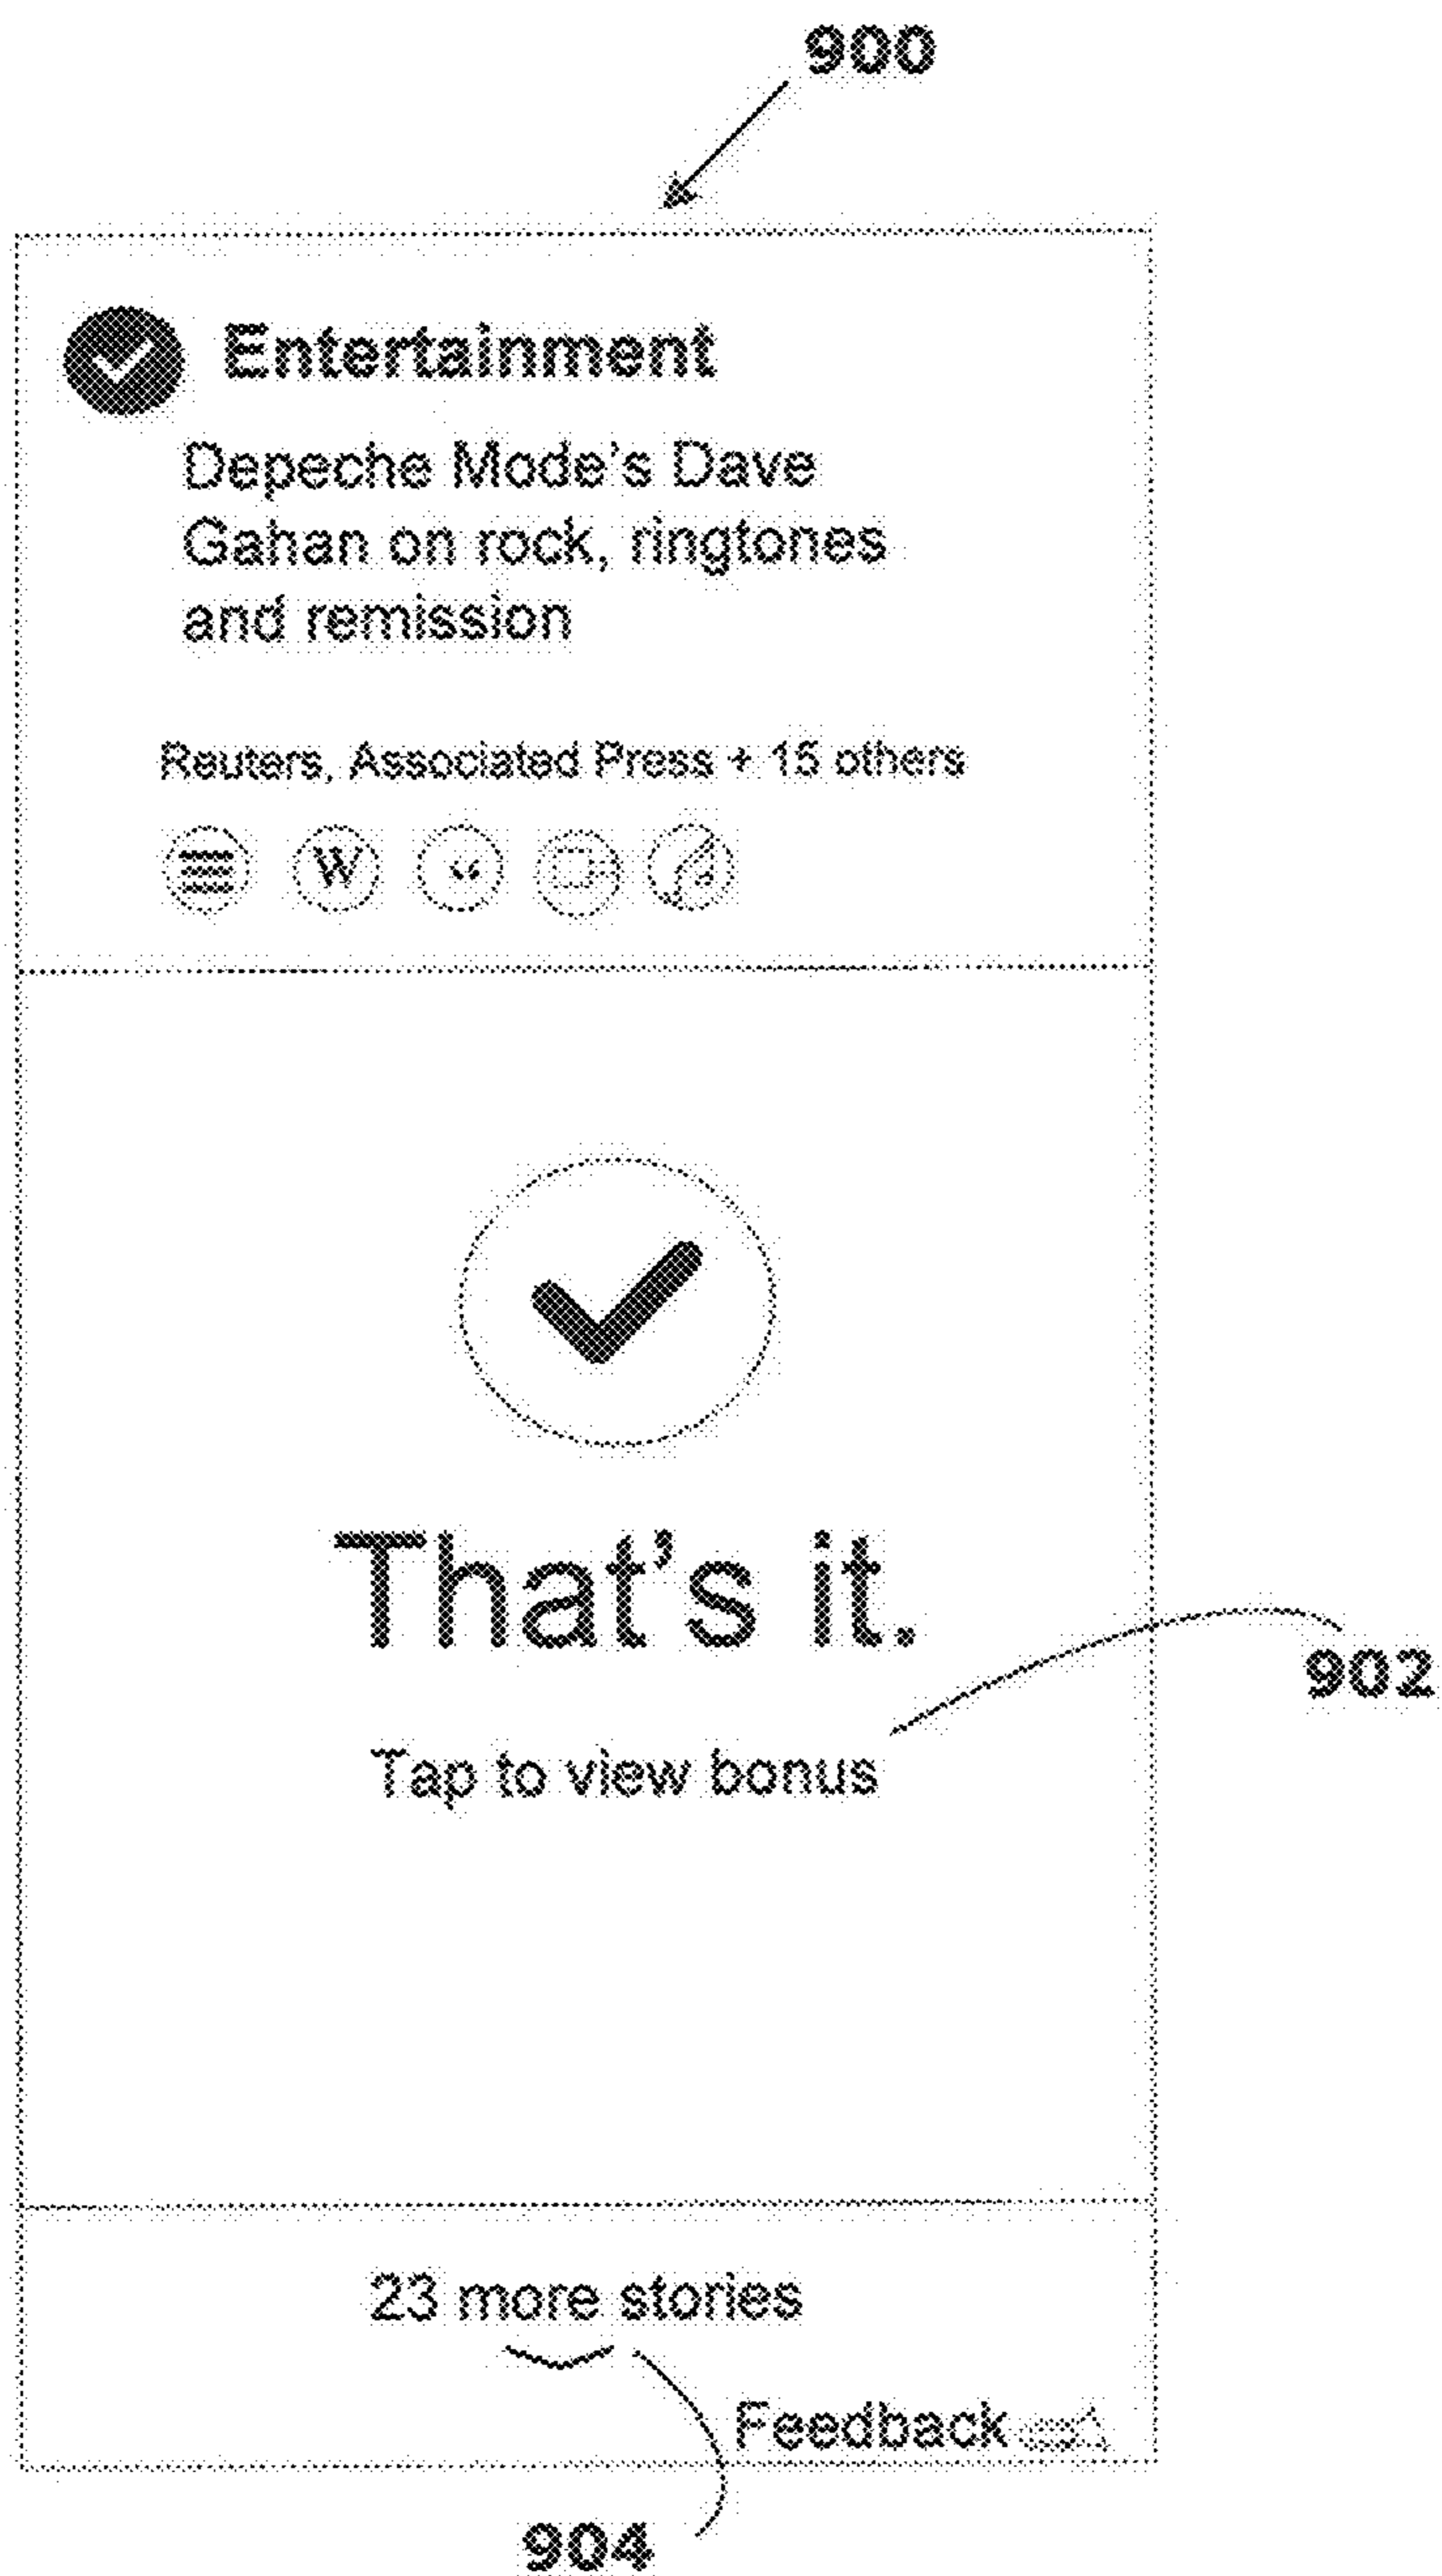 900
Entertainment
Depeche Mode's Dave
Gahan on rock, ringtones
and remission
Reuters, Associated Press + 15 others
W
“
That's it.
902
Tap to view bonus
23 more stories
Feedback
904